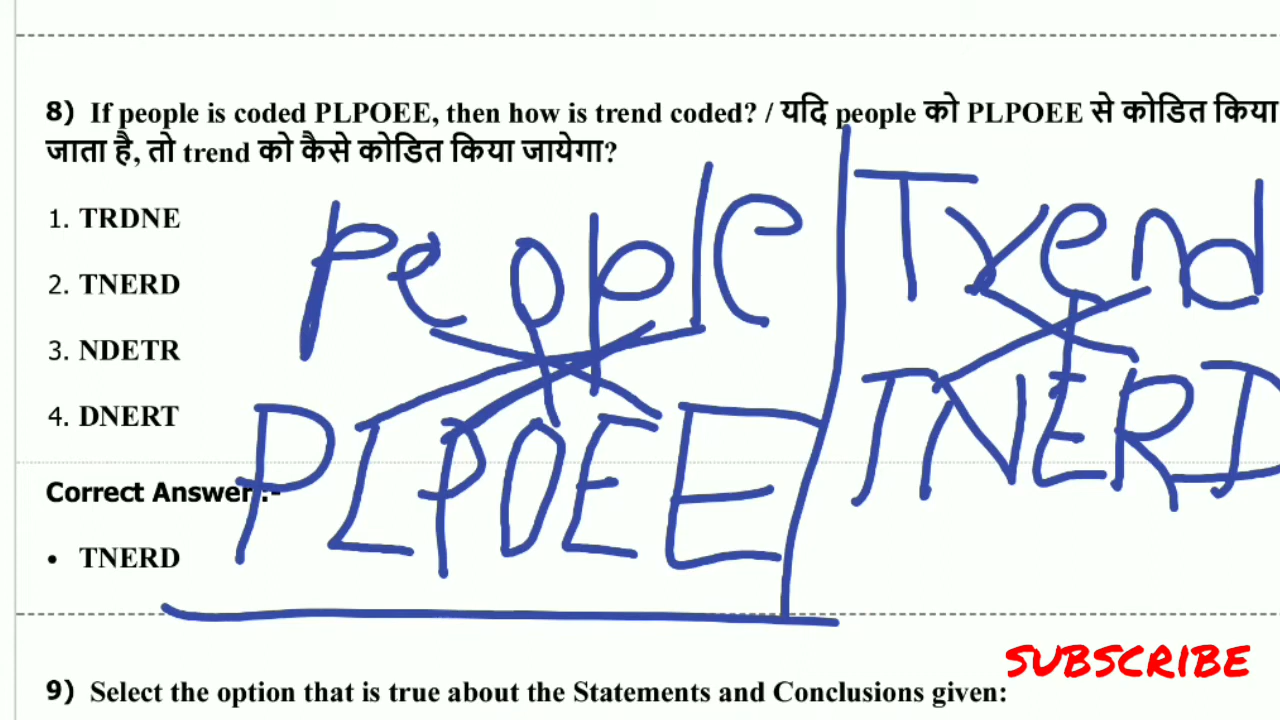 8) If people is coded PLPOEE, then how is trend coded? / यदि people को PLPOEE से कोडित किया
जाता है, तो trend को कैसे कोडित किया जायेगा?
people Trend
1. TRDNE
2. TNERD
3. NDETR
4. DNERT
PLPOEE TNERD
Correct Answer :-
• TNERD
SUBSCRIBE
9) Select the option that is true about the Statements and Conclusions given: